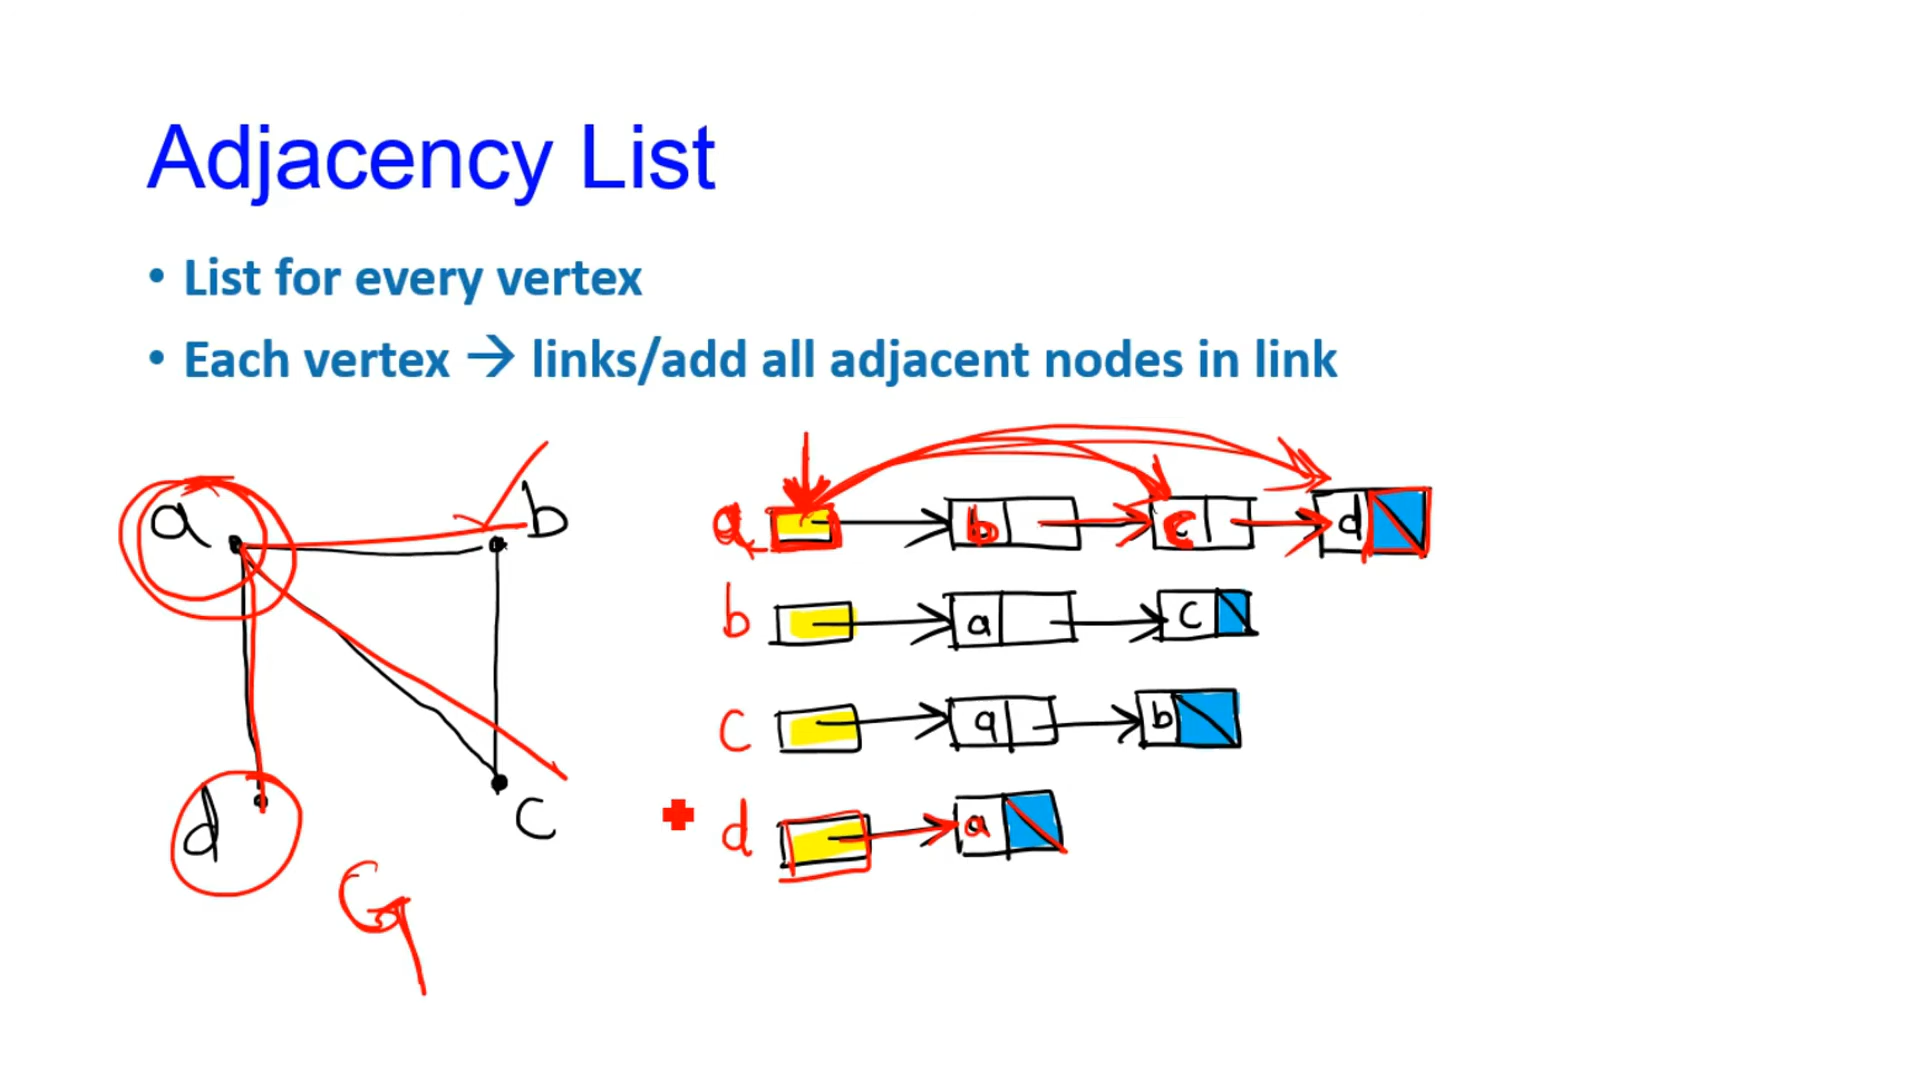 Adjacency List
• List for every vertex
• Each vertex → links/add all adjacent nodes in link
a b
d c
G
a b c d
b a c
c a b
d a